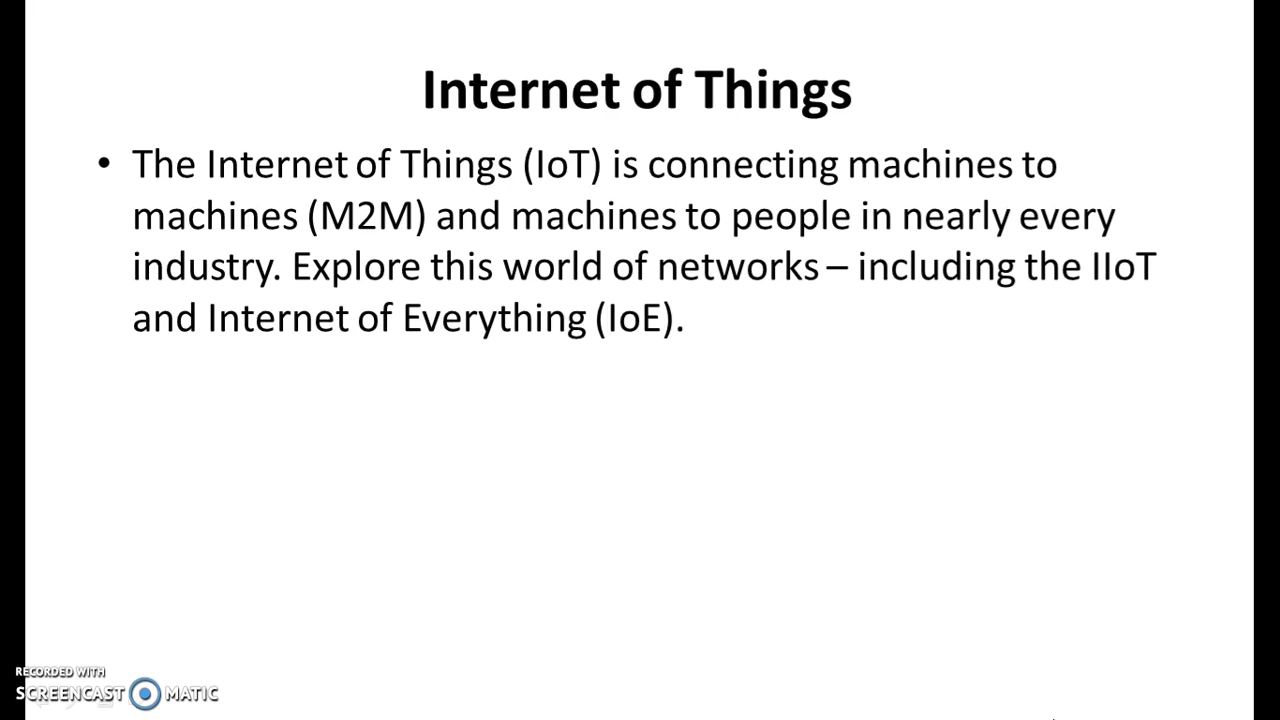 Internet of Things
• The Internet of Things (IoT) is connecting machines to
machines (M2M) and machines to people in nearly every
industry. Explore this world of networks – including the IIoT
and Internet of Everything (IoE).
RECORDED WITH
SCREENCAST MATIC